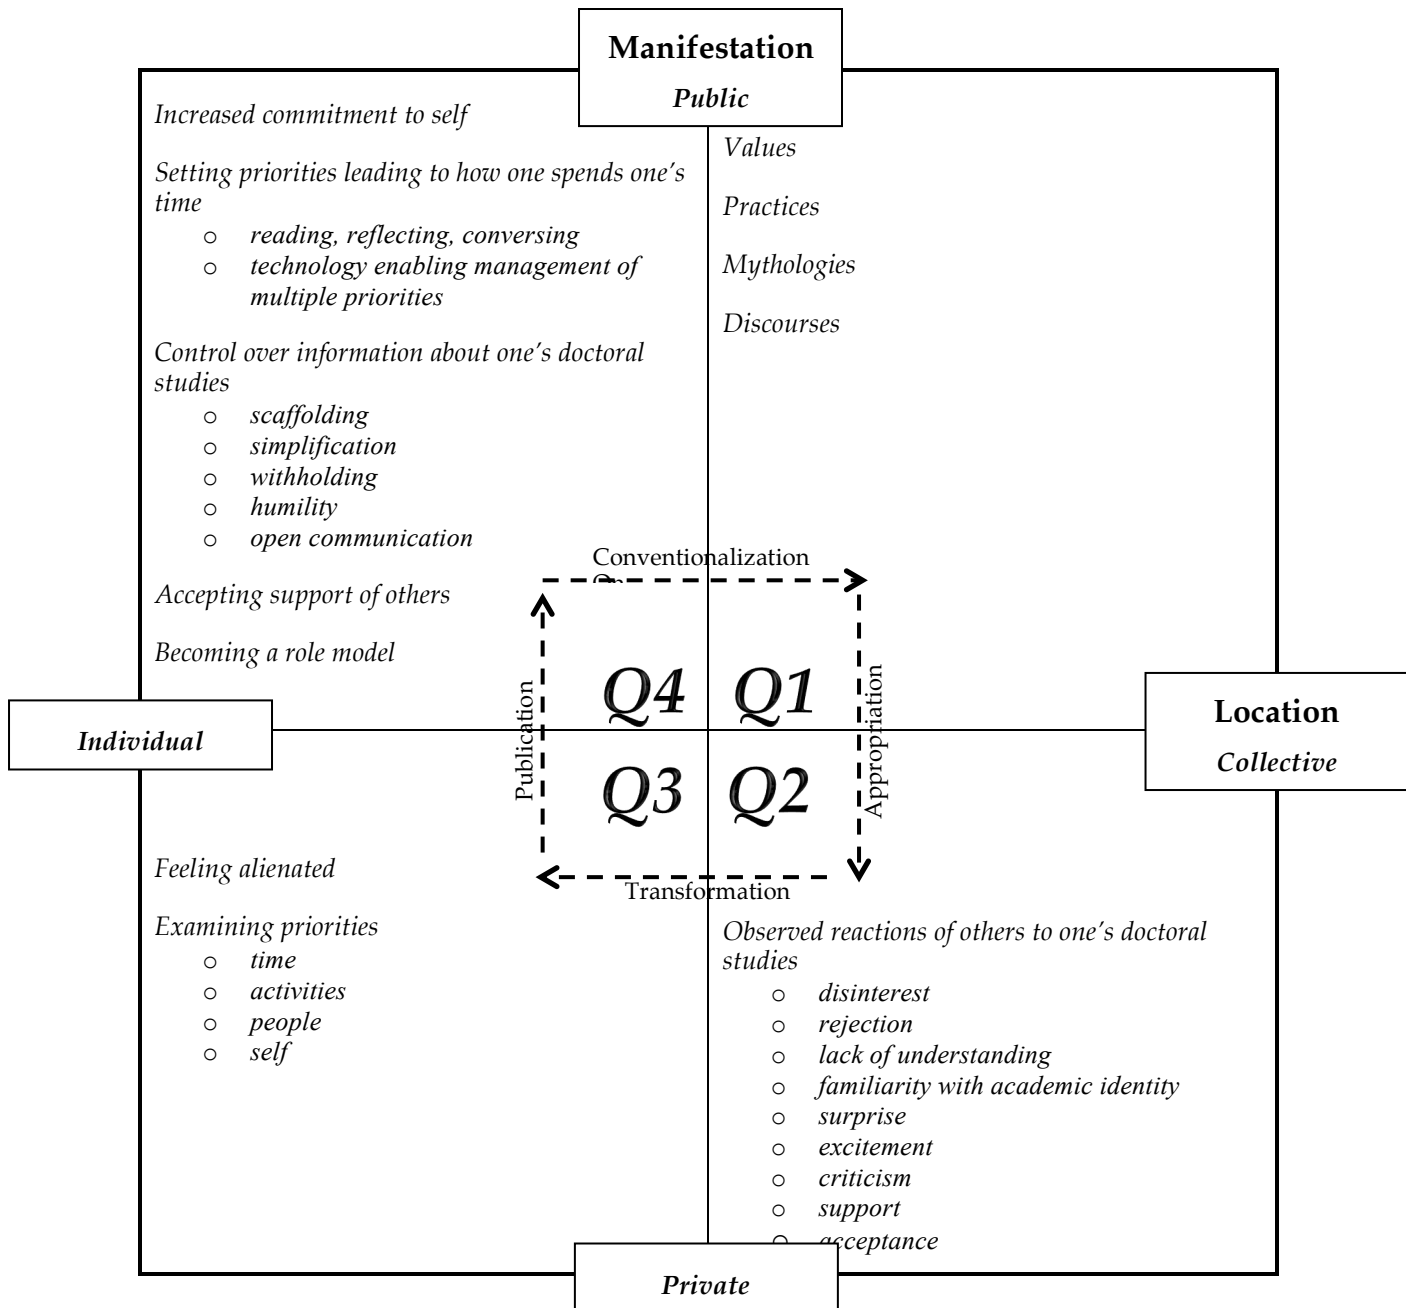 Manifestation
Public
Increased commitment to self
Setting priorities leading to how one spends one's
time
o reading, reflecting, conversing
o technology enabling management of
multiple priorities
Control over information about one's doctoral
studies
o scaffolding
o simplification
o withholding
o humility
o open communication
Accepting support of others
Becoming a role model
Values
Practices
Mythologies
Discourses
Conventionalization
Publication
Appropriation
Transformation
Q4
Q1
Q3
Q2
Individual
Location
Collective
Feeling alienated
Examining priorities
o time
o activities
o people
o self
Observed reactions of others to one's doctoral
studies
o disinterest
o rejection
o lack of understanding
o familiarity with academic identity
o surprise
o excitement
o criticism
o support
o acceptance
Private